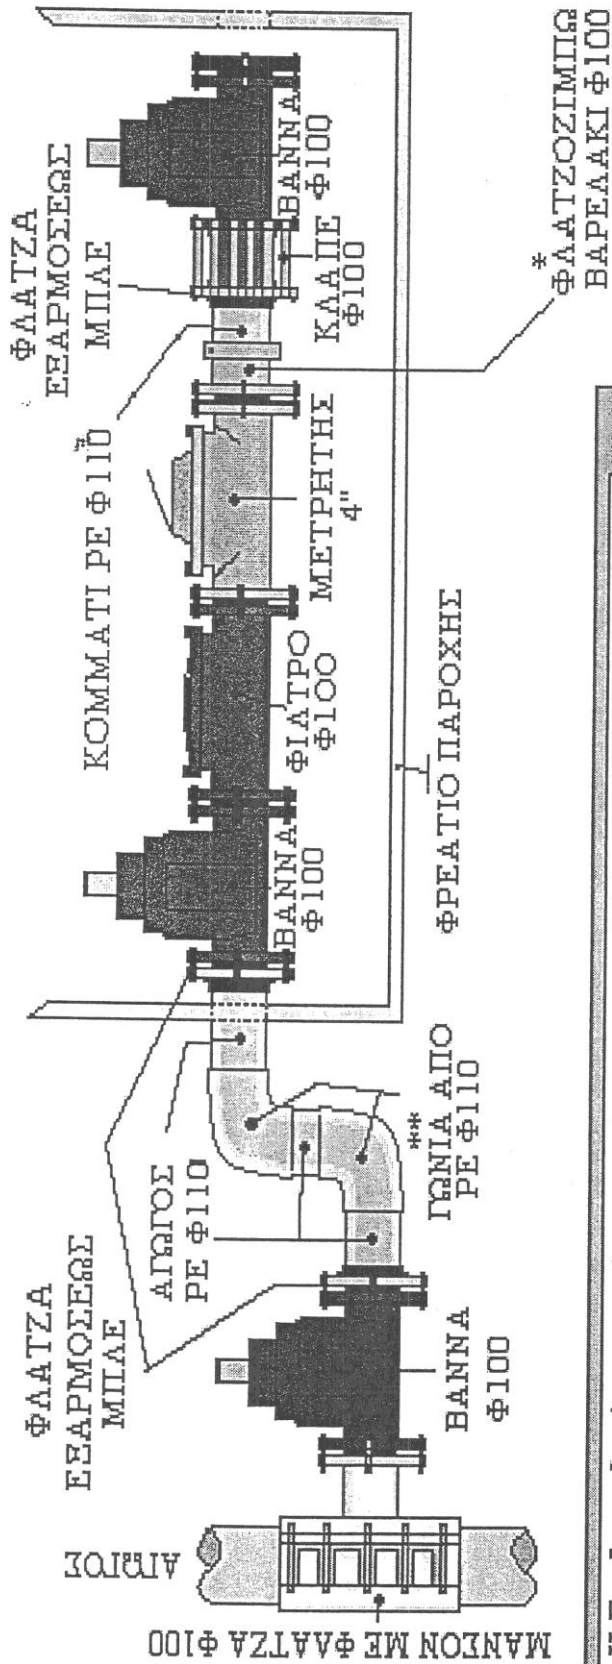 ΑΓΩΓΟΣ
ΜΑΝΣΟΝ ΜΕ ΦΛΑΤΖΑ Φ100
ΦΛΑΤΖΑ
ΕΞΑΡΜΟΣΕΩΣ
ΜΠΛΕ
ΒΑΝΝΑ
Φ100
ΑΓΩΓΟΣ
ΡΕ Φ110
**
ΓΩΝΙΑ ΑΠΟ
ΡΕ Φ110
ΒΑΝΝΑ
Φ100
ΦΡΕΑΤΙΟ ΠΑΡΟΧΗΣ
ΦΙΛΤΡΟ
Φ100
ΚΟΜΜΑΤΙ ΡΕ Φ110
ΜΕΤΡΗΤΗΣ
4"
ΦΛΑΤΖΑ
ΕΞΑΡΜΟΣΕΩΣ
ΜΠΛΕ
ΚΛΑΠΕ
Φ100
ΒΑΝΝΑ
Φ100
*
ΦΛΑΤΖΟΖΙΜΠΩ
ΒΑΡΕΛΑΚΙ Φ100